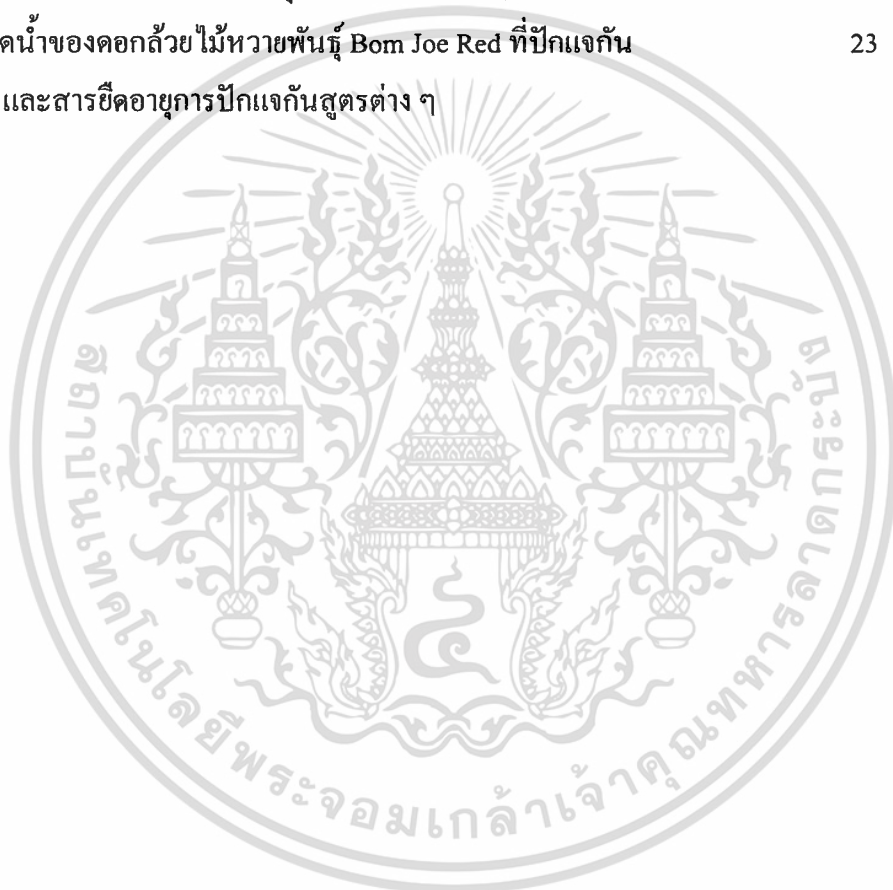 ดน้ำของดอกกล้วยไม้หวายพันธุ์ Bom Joe Red ที่ปักแจกัน 23
และสารยืดอายุการปักแจกันสูตรต่าง ๆ
๔
สถาบันเทคโนโลยีพระจอมเกล้าเจ้าคุณทหารลาดกระบัง